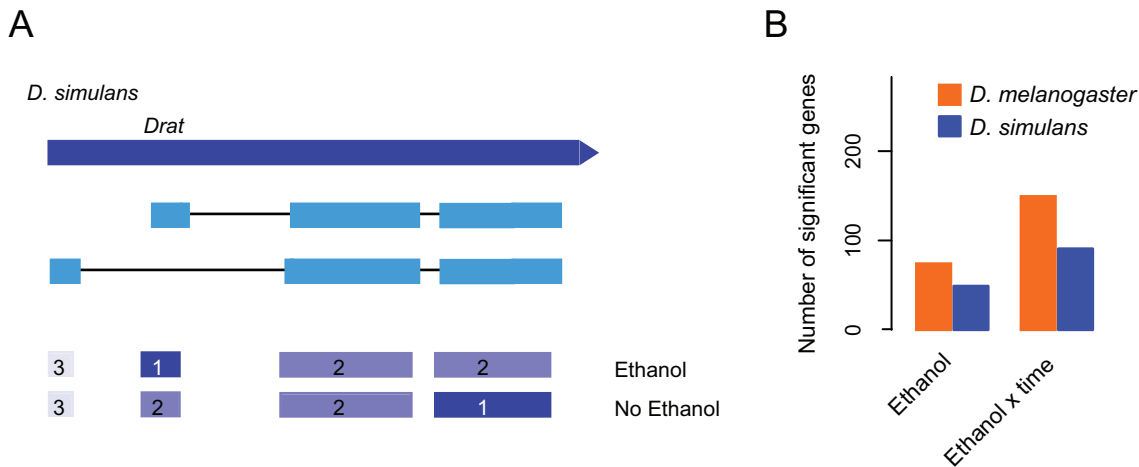 A
D. simulans
Drat
3 1 2 2 Ethanol
3 2 2 1 No Ethanol
B
D. melanogaster
D. simulans
Number of significant genes
200
100
0
Ethanol
Ethanol x time